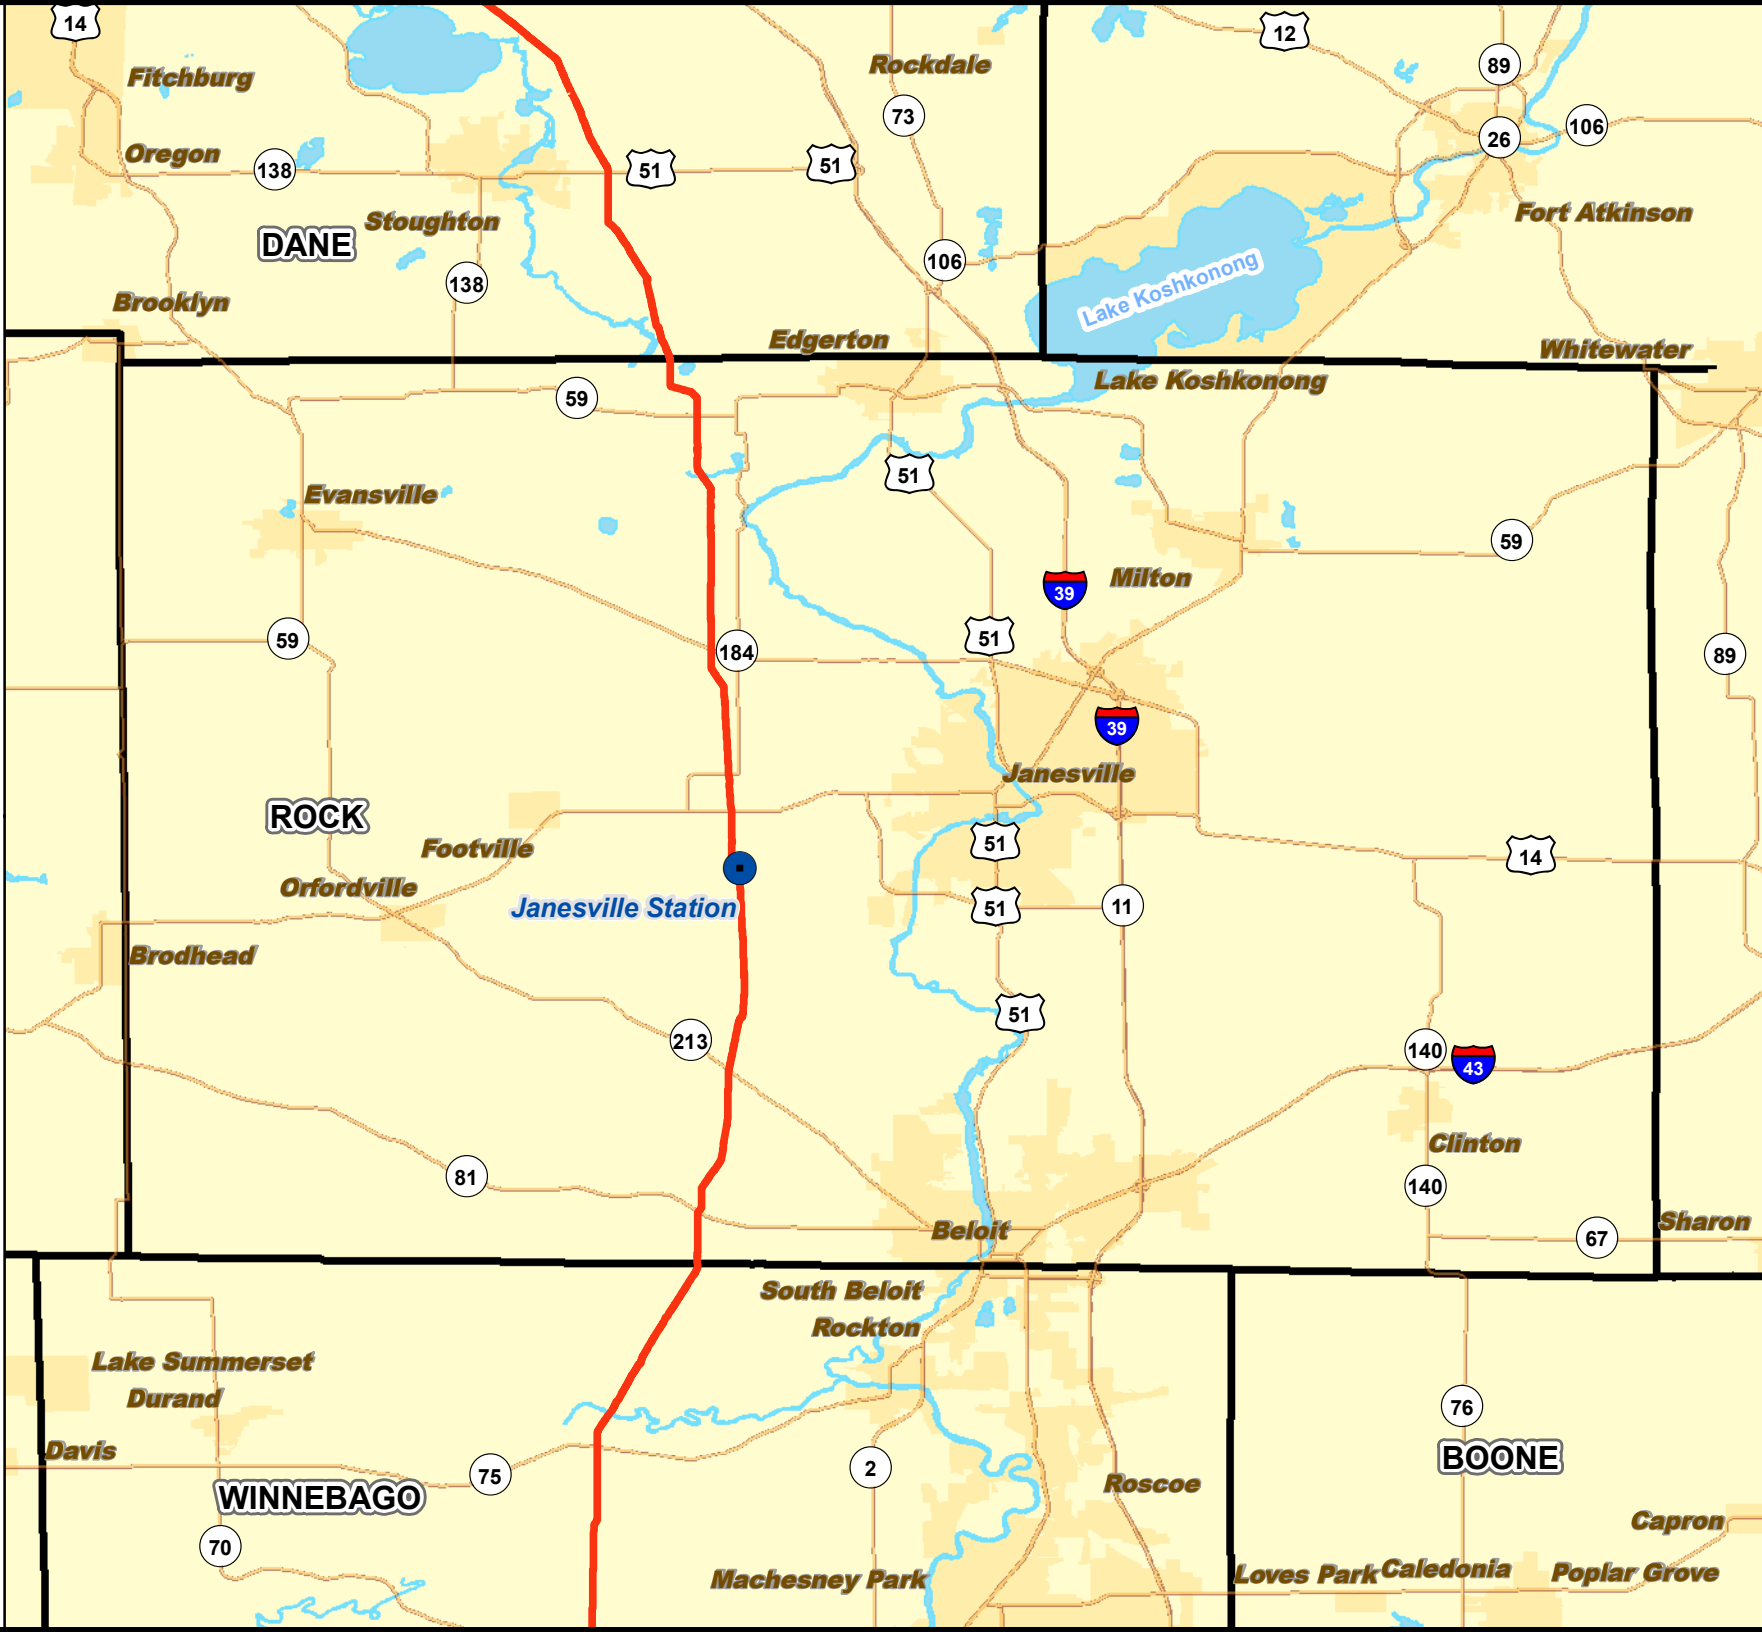 14
12
Rockdale
89
Fitchburg
73
106
26
Oregon
138
51
51
Fort Atkinson
Stoughton
DANE
106
138
Lake Koshkonong
Brooklyn
Edgerton
Whitewater
Lake Koshkonong
59
51
Evansville
59
Milton
39
51
59
184
89
39
Janesville
ROCK
51
Footville
14
Orfordville
Janesville Station
51
11
Brodhead
51
213
140
43
Clinton
81
140
Beloit
Sharon
67
South Beloit
Rockton
Lake Summerset
Durand
76
Davis
BOONE
75
2
Roscoe
WINNEBAGO
Capron
70
Machesney Park
Loves Park
Caledonia
Poplar Grove